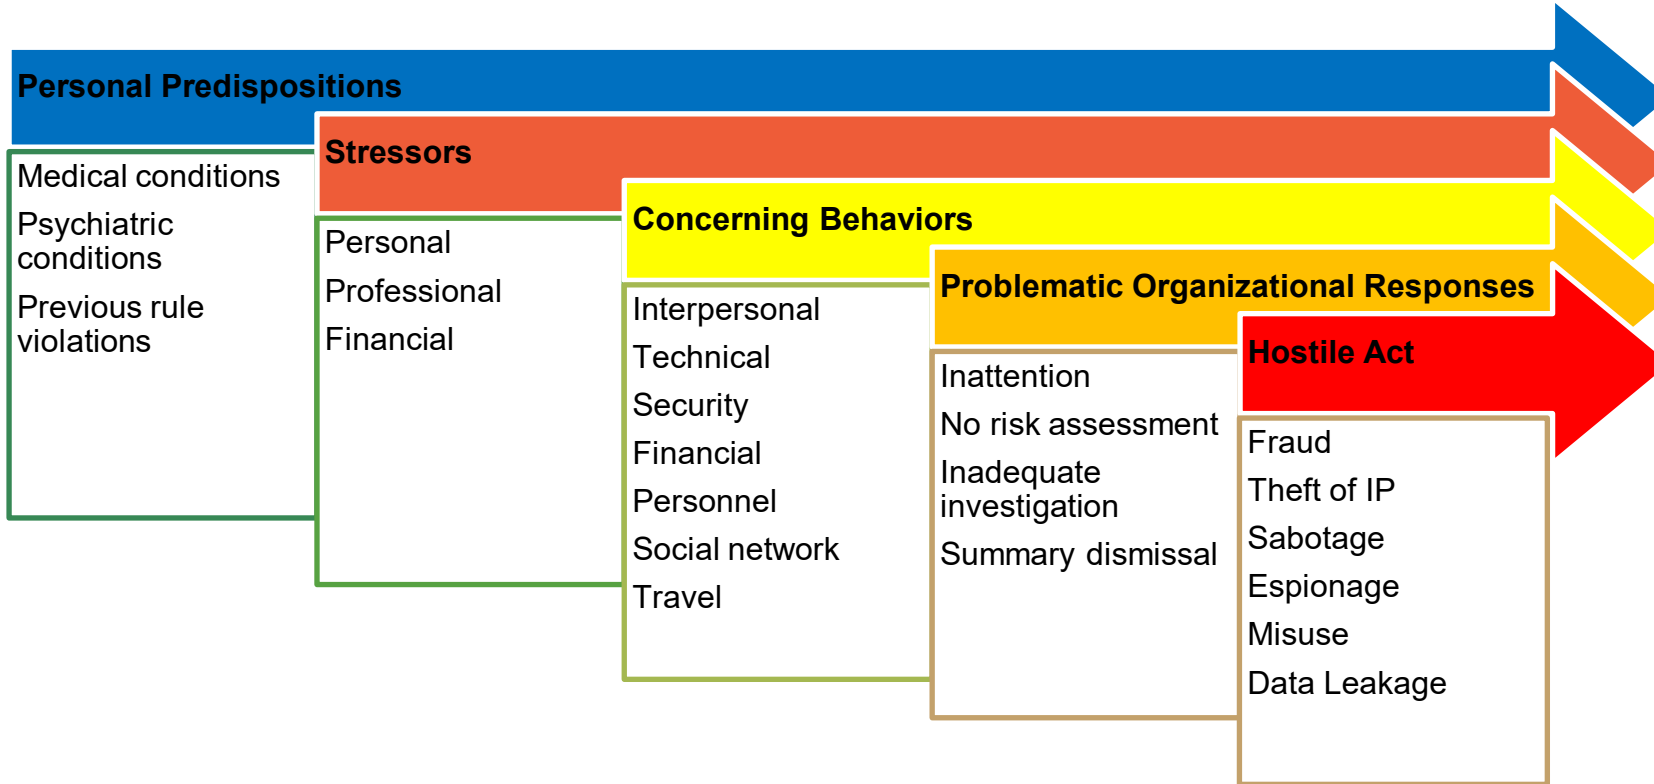 Personal Predispositions
Medical conditions
Psychiatric
conditions
Previous rule
violations
Stressors
Personal
Professional
Financial
Concerning Behaviors
Interpersonal
Technical
Security
Financial
Personnel
Social network
Travel
Problematic Organizational Responses
Inattention
No risk assessment
Inadequate
investigation
Summary dismissal
Hostile Act
Fraud
Theft of IP
Sabotage
Espionage
Misuse
Data Leakage